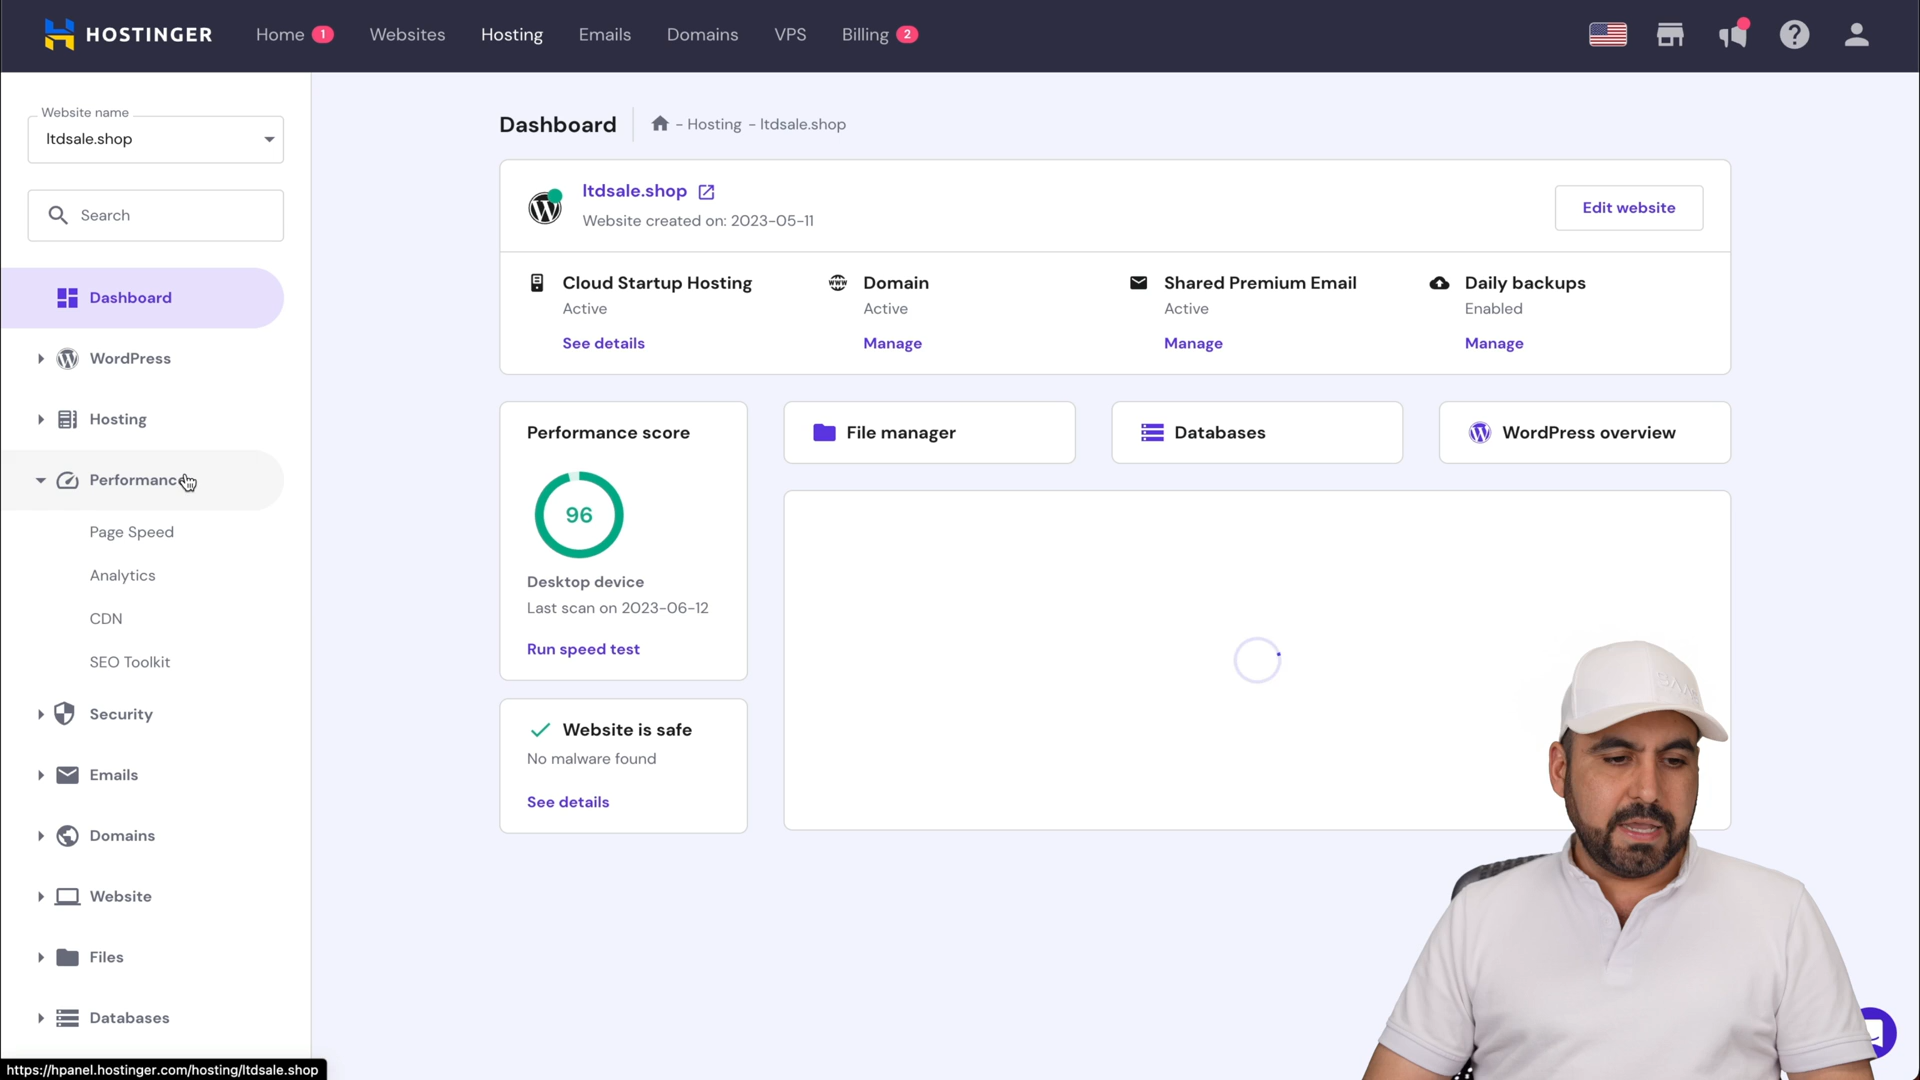 HOSTINGER
Home 1
Websites
Hosting
Emails
Domains
VPS
Billing 2
Website name
ltdsale.shop
Search
Dashboard
WordPress
Hosting
Performance
Page Speed
Analytics
CDN
SEO Toolkit
Security
Emails
Domains
Website
Files
Databases
https://hpanel.hostinger.com/hosting/ltdsale.shop
Dashboard
- Hosting - ltdsale.shop
ltdsale.shop
Website created on: 2023-05-11
Edit website
Cloud Startup Hosting
Active
See details
Domain
Active
Manage
Shared Premium Email
Active
Manage
Daily backups
Enabled
Manage
Performance score
96
Desktop device
Last scan on 2023-06-12
Run speed test
File manager
Databases
WordPress overview
Website is safe
No malware found
See details